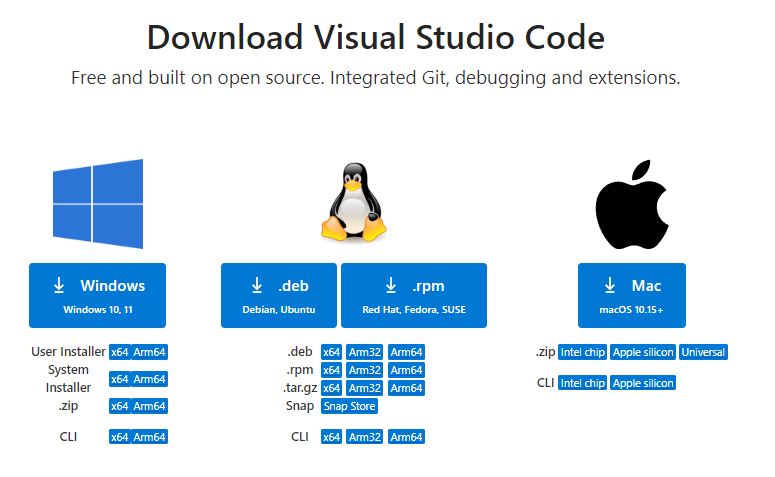 Download Visual Studio Code
Free and built on open source. Integrated Git, debugging and extensions.
Windows
Windows 10, 11
User Installer x64 Arm64
System
Installer x64 Arm64
.zip x64 Arm64
CLI x64 Arm64
.deb
Debian, Ubuntu
.rpm
Red Hat, Fedora, SUSE
.deb x64 Arm32 Arm64
.rpm x64 Arm32 Arm64
.tar.gz x64 Arm32 Arm64
Snap Snap Store
CLI x64 Arm32 Arm64
Mac
macOS 10.15+
.zip Intel chip Apple silicon Universal
CLI Intel chip Apple silicon